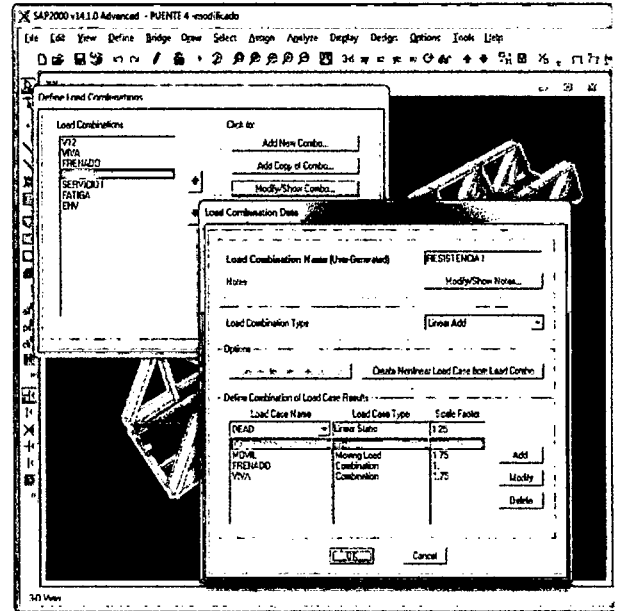 SAP2000 v14.1.0 Advanced - PUENTE 4 -modificado
File Edit View Define Bridge Draw Select Assign Analyze Display Design Options Tools Help
3-d
Define Load Combinations
Load Combinations
Click to:
V12
VIVA
FRENADO
SERVICIO I
FATIGA
ENV
Add New Combo...
Add Copy of Combo...
Modify/Show Combo...
Load Combination Data
Load Combination Name (User-Generated)
RESISTENCIA I
Notes
Modify/Show Notes...
Load Combination Type
Linear Add
Options
Create Nonlinear Load Case from Load Combo
Define Combination of Load Case Results
Load Case Name Load Case Type Scale Factor
DEAD Linear Static 1.25
MOVIL Moving Load 1.75
FRENADO Combination 1.
VIVA Combination 1.75
Add
Modify
Delete
OK
Cancel
3-D View